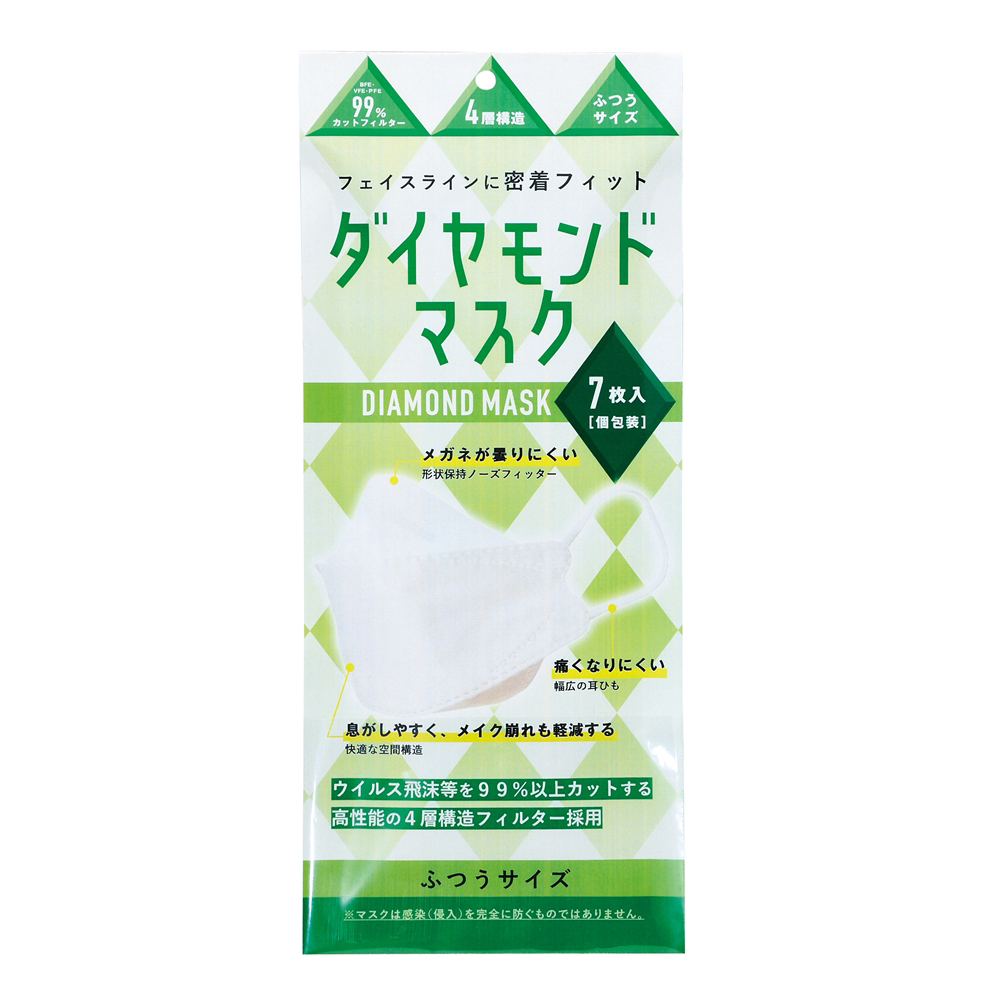 BFE・
VFE・PFE
99%
カットフィルター
4層構造
ふつう
サイズ
フェイスラインに密着フィット
ダイヤモンド
マスク
DIAMOND MASK
7枚入
[個包装]
メガネが曇りにくい
形状保持ノーズフィッター
痛くなりにくい
幅広の耳ひも
息がしやすく、メイク崩れも軽減する
快適な空間構造
ウイルス飛沫等を99%以上カットする
高性能の4層構造フィルター採用
ふつうサイズ
※マスクは感染(侵入)を完全に防ぐものではありません。